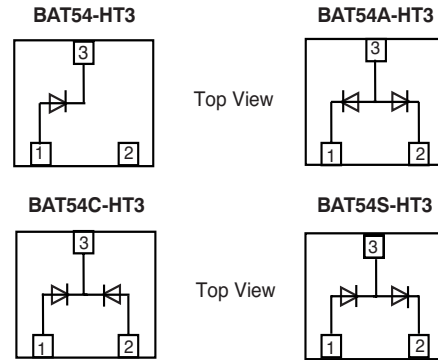 BAT54-HT3 BAT54A-HT3
3 3
Top View
1 2 1 2
BAT54C-HT3 BAT54S-HT3
3 3
Top View
1 2 1 2